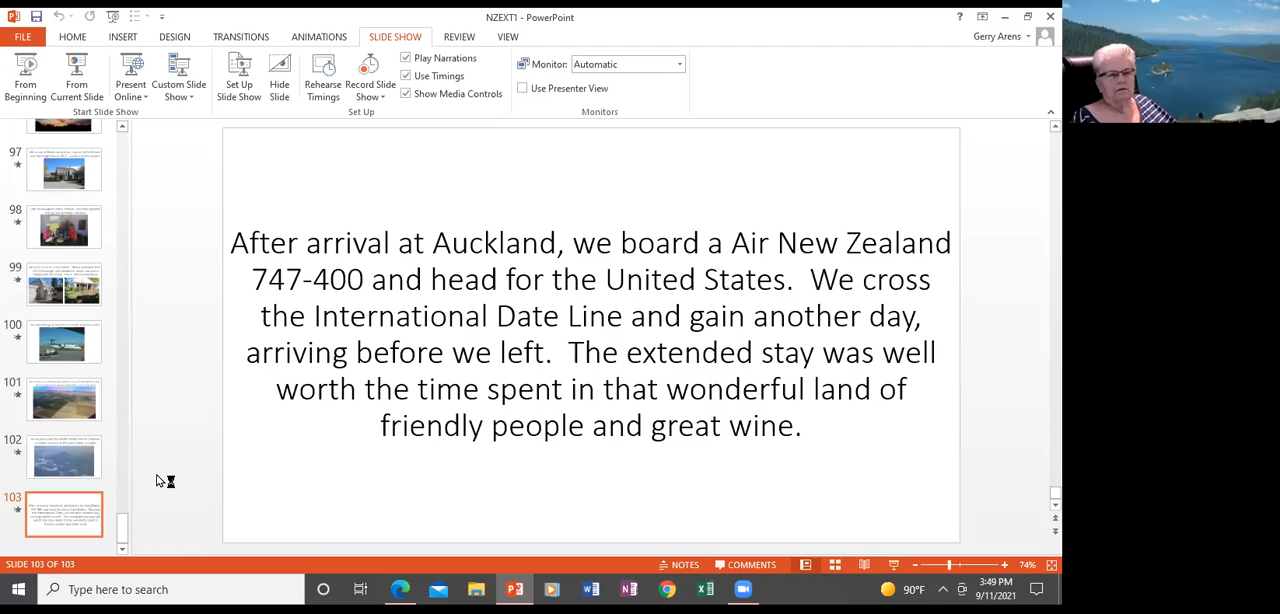 NZEXT1 - PowerPoint
?
FILE
HOME
INSERT
DESIGN
TRANSITIONS
ANIMATIONS
SLIDE SHOW
REVIEW
VIEW
Gerry Arens
From Beginning
From Current Slide
Present Online
Custom Slide Show
Start Slide Show
Set Up Slide Show
Hide Slide
Rehearse Timings
Record Slide Show
Play Narrations
Use Timings
Show Media Controls
Set Up
Monitor: Automatic
Use Presenter View
Monitors
97
98
99
100
101
102
103
After arrival at Auckland, we board a Air New Zealand
747-400 and head for the United States. We cross
the International Date Line and gain another day,
arriving before we left. The extended stay was well
worth the time spent in that wonderful land of
friendly people and great wine.
SLIDE 103 OF 103
NOTES
COMMENTS
74%
Type here to search
90°F
3:49 PM
9/11/2021